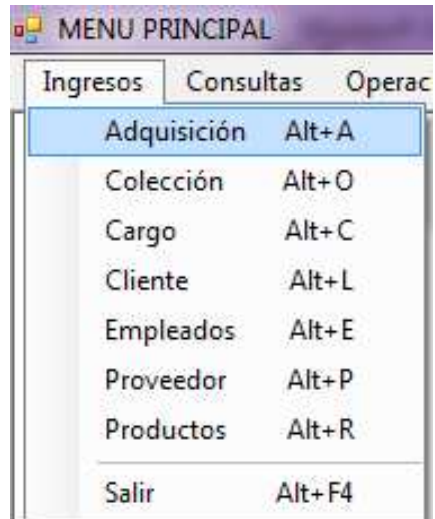 MENU PRINCIPAL
Ingresos Consultas Operac
Adquisición Alt+A
Colección Alt+O
Cargo Alt+C
Cliente Alt+L
Empleados Alt+E
Proveedor Alt+P
Productos Alt+R
Salir Alt+F4